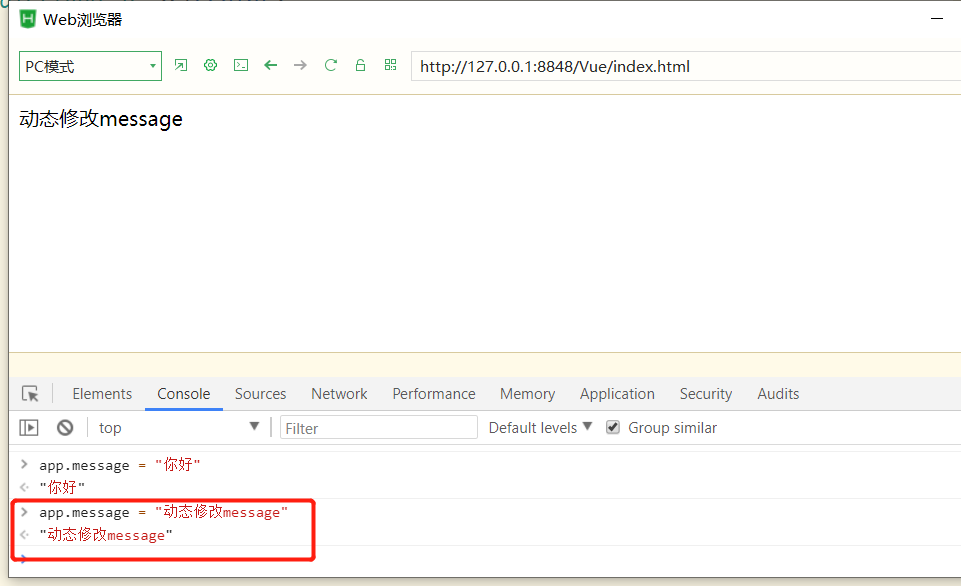 Web浏览器
PC模式 http://127.0.0.1:8848/Vue/index.html
动态修改message
Elements Console Sources Network Performance Memory Application Security Audits
top Filter Default levels Group similar
> app.message = "你好"
< "你好"
> app.message = "动态修改message"
< "动态修改message"
>